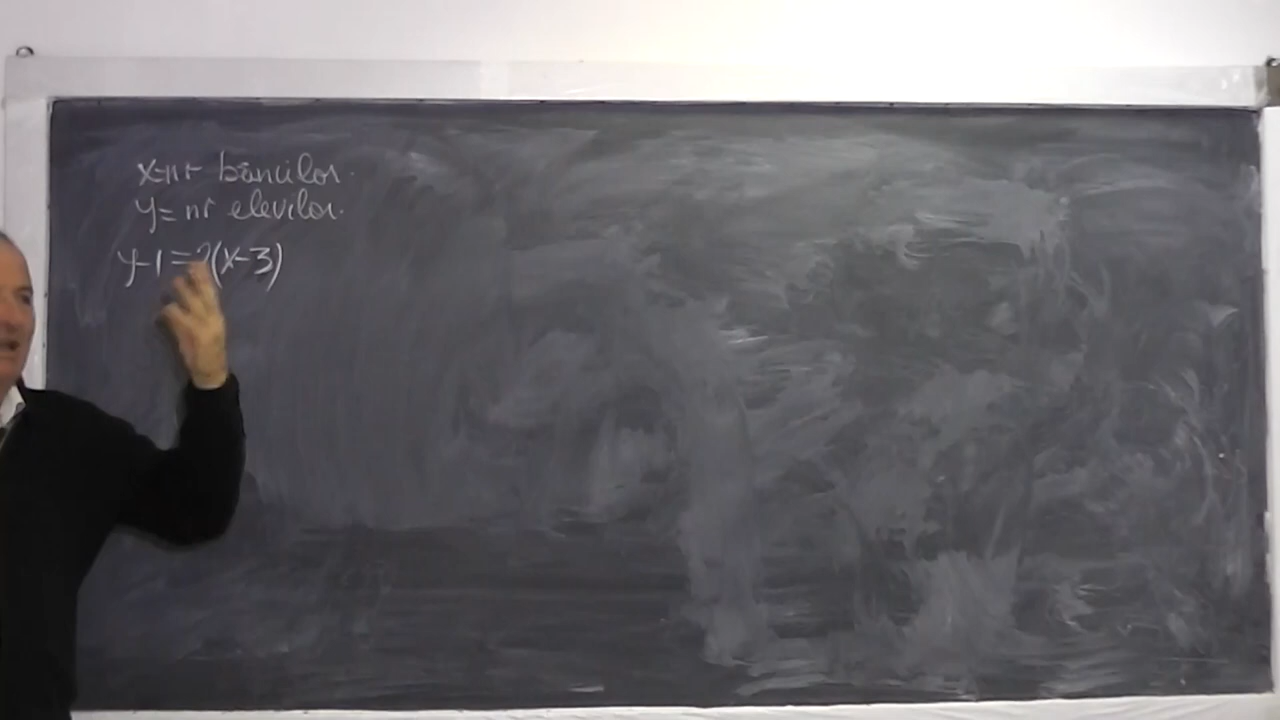 x=nr băncilor.
y=nr elevilor.
y-1=2(x-3)